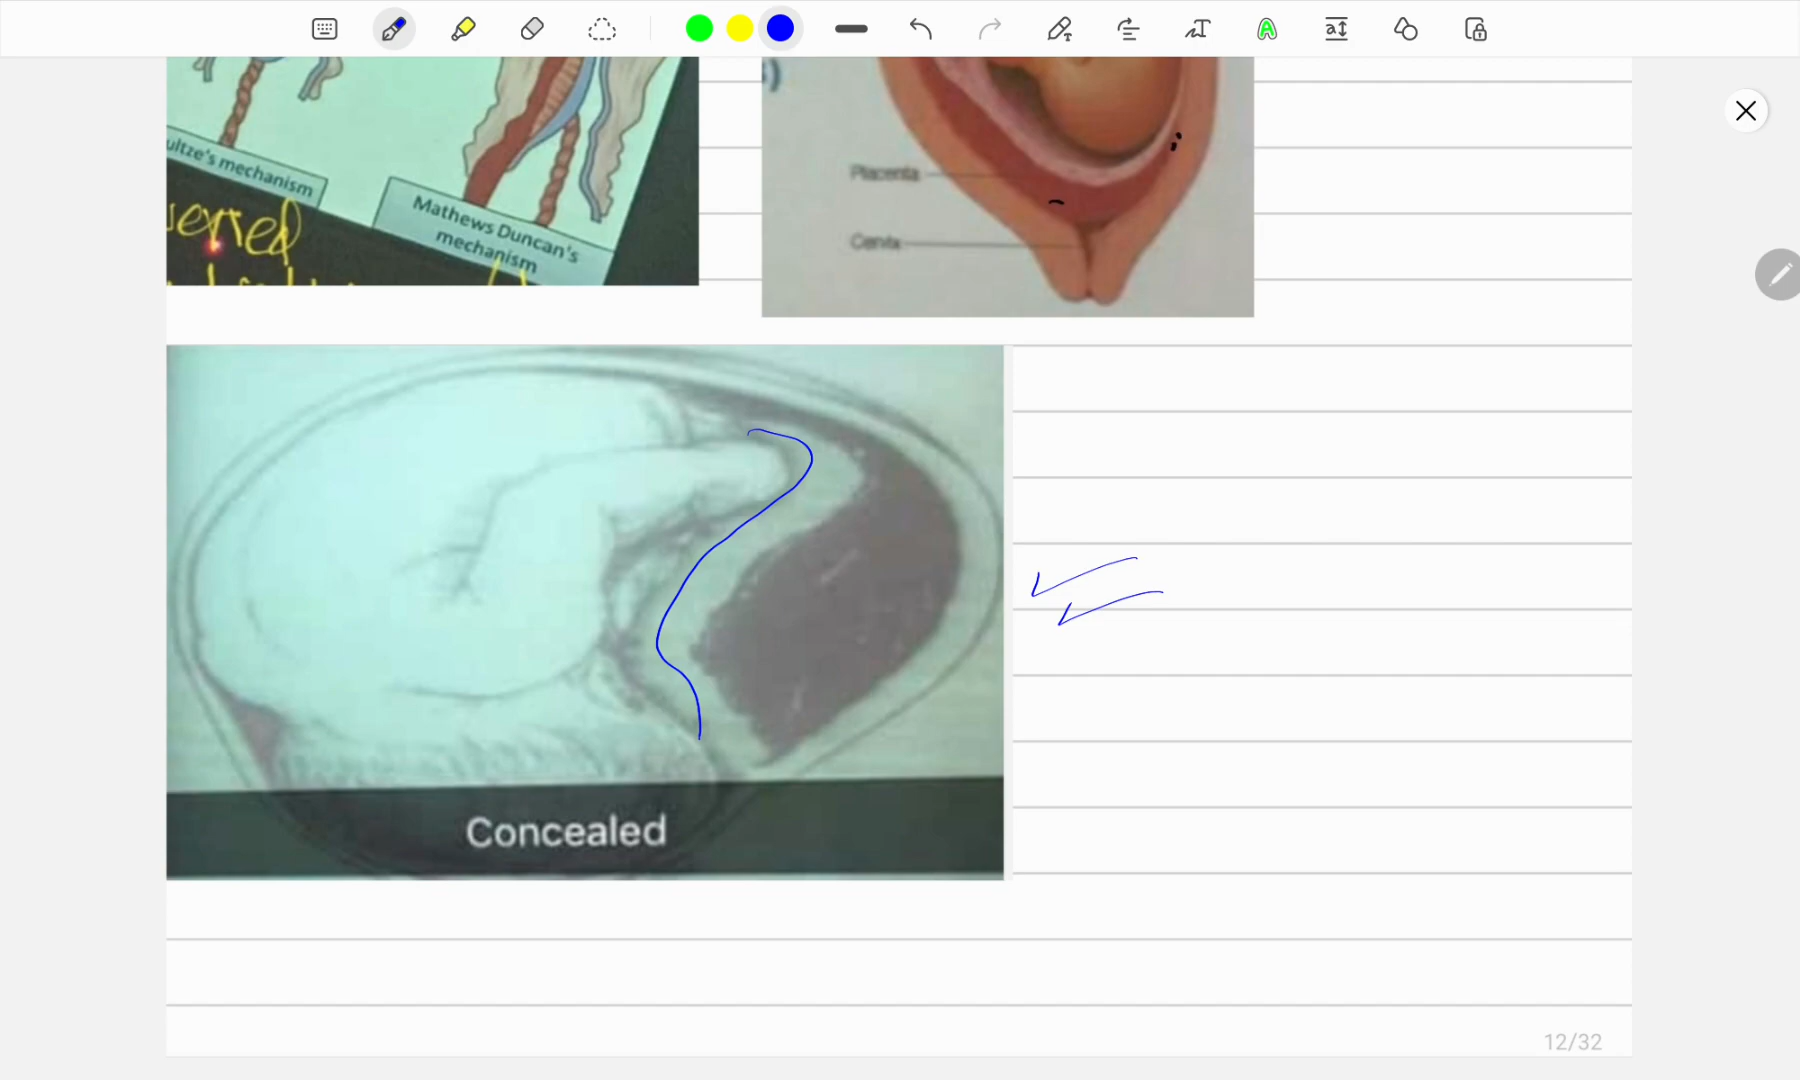 ultze's mechanism
Mathews Duncan's
mechanism
Placenta
Cervix
Concealed
12/32